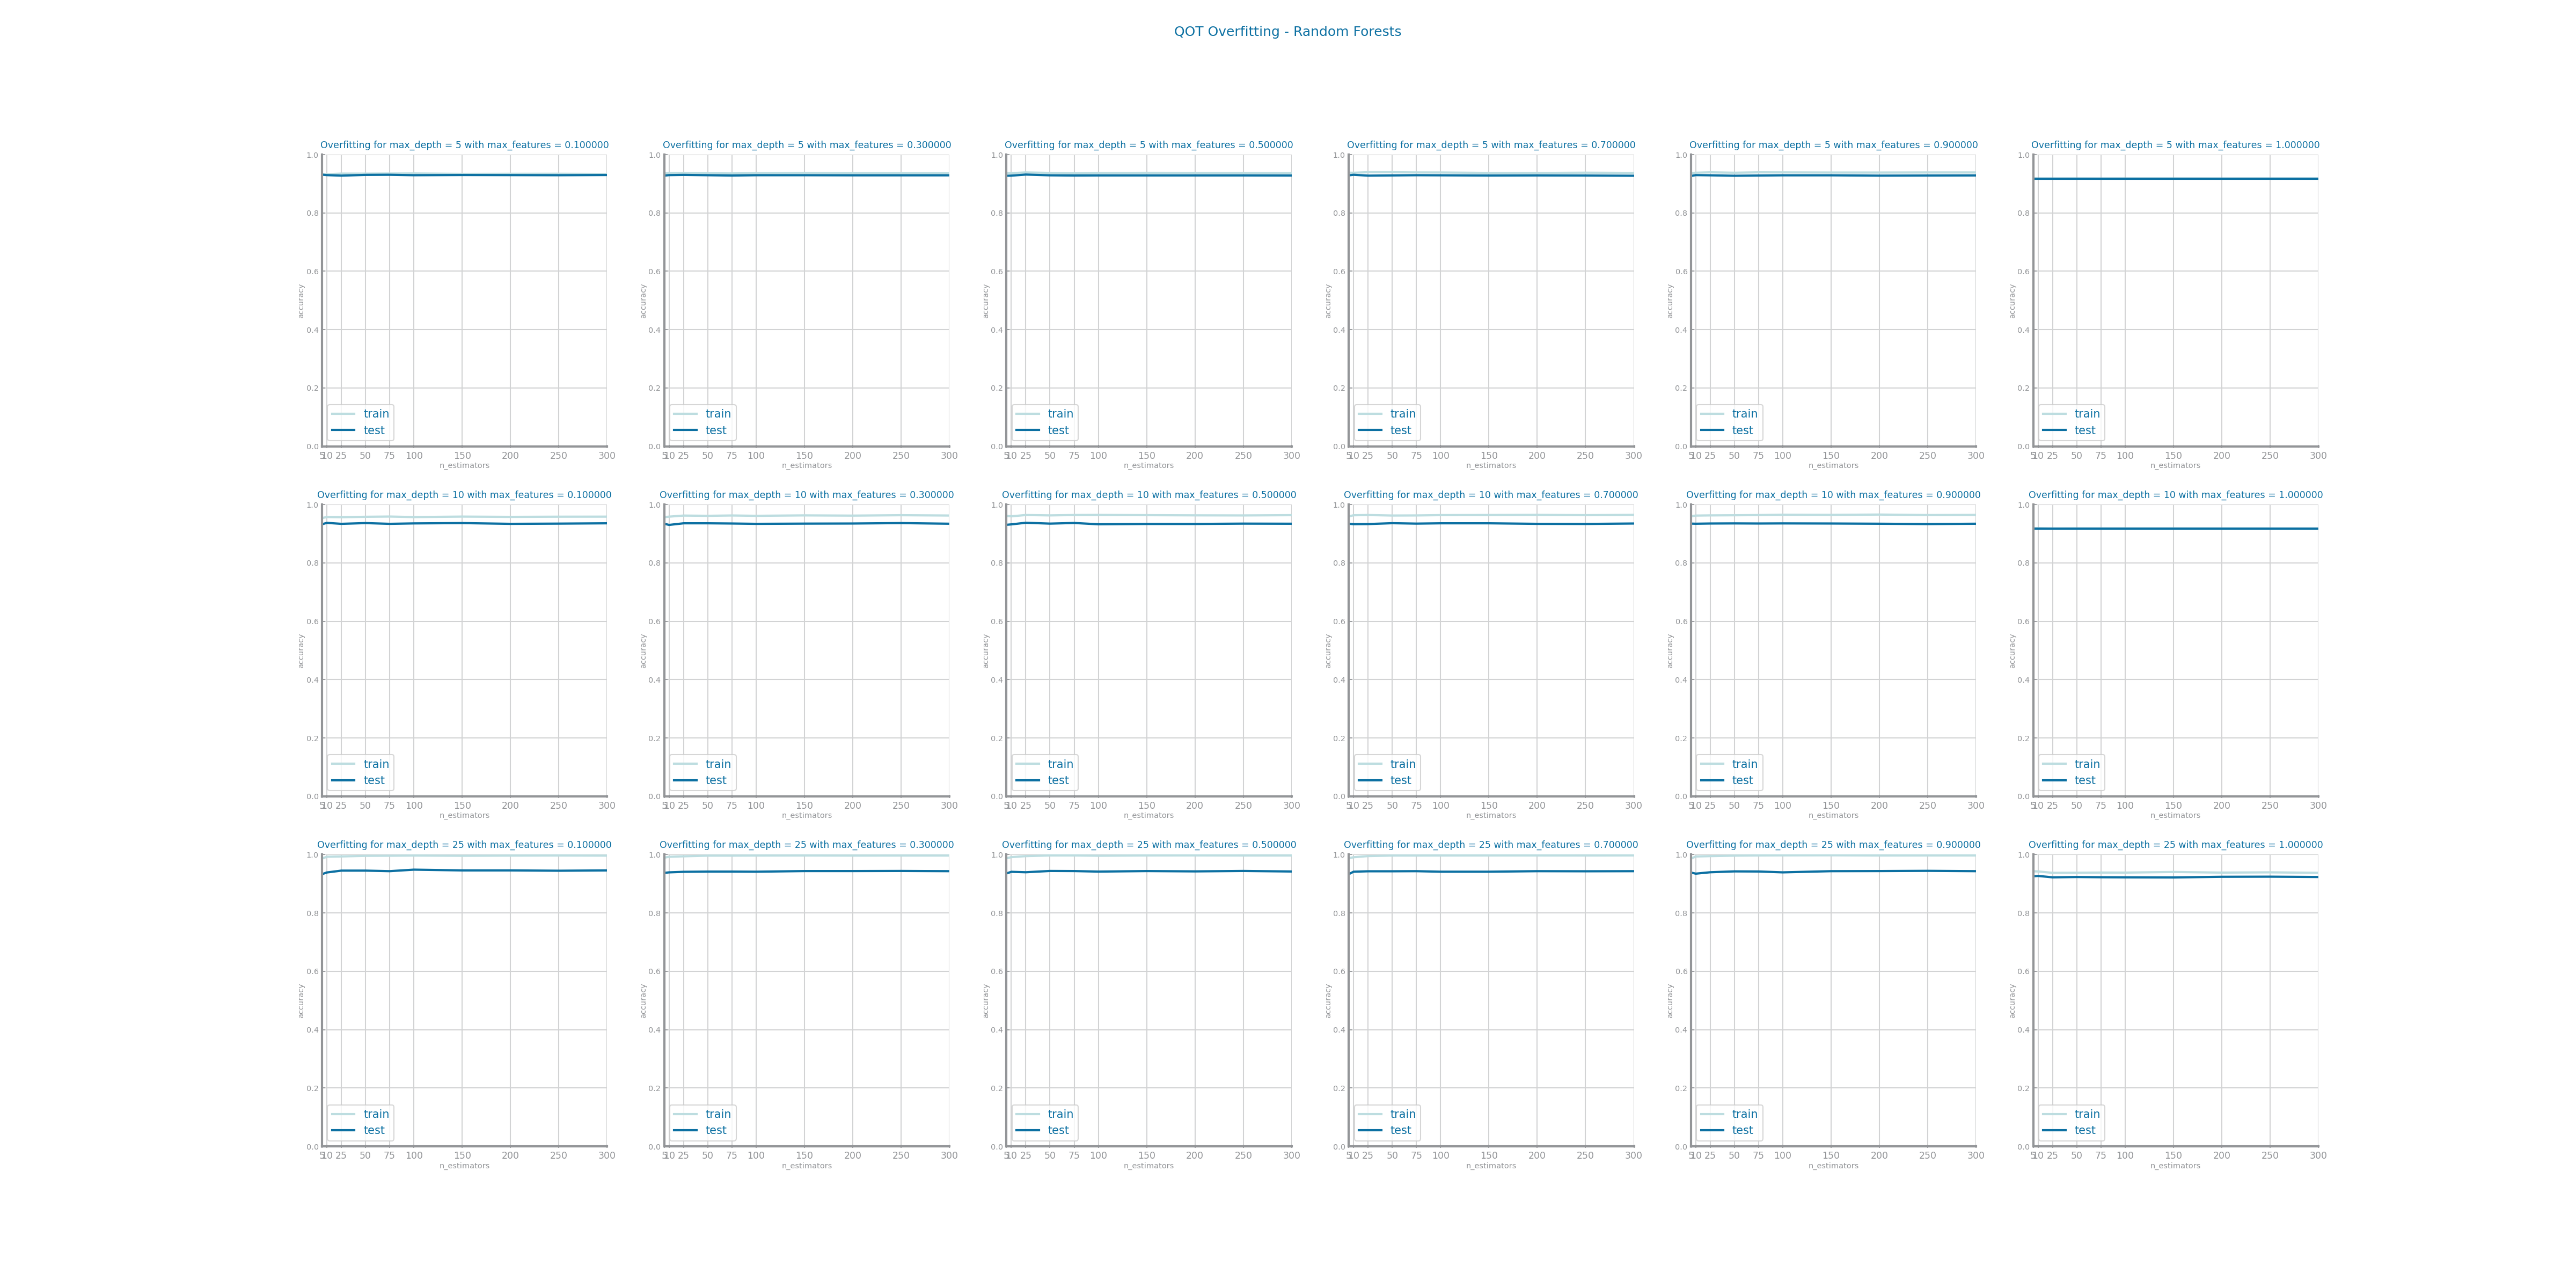 QOT Overfitting - Random Forests
Overfitting for max_depth = 5 with max_features = 0.100000
1.0
0.8
0.6
0.4
0.2
0.0
accuracy
train
test
5 10 25 50 75 100 150 200 250 300
n_estimators
Overfitting for max_depth = 5 with max_features = 0.300000
1.0
0.8
0.6
0.4
0.2
0.0
accuracy
train
test
5 10 25 50 75 100 150 200 250 300
n_estimators
Overfitting for max_depth = 5 with max_features = 0.500000
1.0
0.8
0.6
0.4
0.2
0.0
accuracy
train
test
5 10 25 50 75 100 150 200 250 300
n_estimators
Overfitting for max_depth = 5 with max_features = 0.700000
1.0
0.8
0.6
0.4
0.2
0.0
accuracy
train
test
5 10 25 50 75 100 150 200 250 300
n_estimators
Overfitting for max_depth = 5 with max_features = 0.900000
1.0
0.8
0.6
0.4
0.2
0.0
accuracy
train
test
5 10 25 50 75 100 150 200 250 300
n_estimators
Overfitting for max_depth = 5 with max_features = 1.000000
1.0
0.8
0.6
0.4
0.2
0.0
accuracy
train
test
5 10 25 50 75 100 150 200 250 300
n_estimators
Overfitting for max_depth = 10 with max_features = 0.100000
1.0
0.8
0.6
0.4
0.2
0.0
accuracy
train
test
5 10 25 50 75 100 150 200 250 300
n_estimators
Overfitting for max_depth = 10 with max_features = 0.300000
1.0
0.8
0.6
0.4
0.2
0.0
accuracy
train
test
5 10 25 50 75 100 150 200 250 300
n_estimators
Overfitting for max_depth = 10 with max_features = 0.500000
1.0
0.8
0.6
0.4
0.2
0.0
accuracy
train
test
5 10 25 50 75 100 150 200 250 300
n_estimators
Overfitting for max_depth = 10 with max_features = 0.700000
1.0
0.8
0.6
0.4
0.2
0.0
accuracy
train
test
5 10 25 50 75 100 150 200 250 300
n_estimators
Overfitting for max_depth = 10 with max_features = 0.900000
1.0
0.8
0.6
0.4
0.2
0.0
accuracy
train
test
5 10 25 50 75 100 150 200 250 300
n_estimators
Overfitting for max_depth = 10 with max_features = 1.000000
1.0
0.8
0.6
0.4
0.2
0.0
accuracy
train
test
5 10 25 50 75 100 150 200 250 300
n_estimators
Overfitting for max_depth = 25 with max_features = 0.100000
1.0
0.8
0.6
0.4
0.2
0.0
accuracy
train
test
5 10 25 50 75 100 150 200 250 300
n_estimators
Overfitting for max_depth = 25 with max_features = 0.300000
1.0
0.8
0.6
0.4
0.2
0.0
accuracy
train
test
5 10 25 50 75 100 150 200 250 300
n_estimators
Overfitting for max_depth = 25 with max_features = 0.500000
1.0
0.8
0.6
0.4
0.2
0.0
accuracy
train
test
5 10 25 50 75 100 150 200 250 300
n_estimators
Overfitting for max_depth = 25 with max_features = 0.700000
1.0
0.8
0.6
0.4
0.2
0.0
accuracy
train
test
5 10 25 50 75 100 150 200 250 300
n_estimators
Overfitting for max_depth = 25 with max_features = 0.900000
1.0
0.8
0.6
0.4
0.2
0.0
accuracy
train
test
5 10 25 50 75 100 150 200 250 300
n_estimators
Overfitting for max_depth = 25 with max_features = 1.000000
1.0
0.8
0.6
0.4
0.2
0.0
accuracy
train
test
5 10 25 50 75 100 150 200 250 300
n_estimators